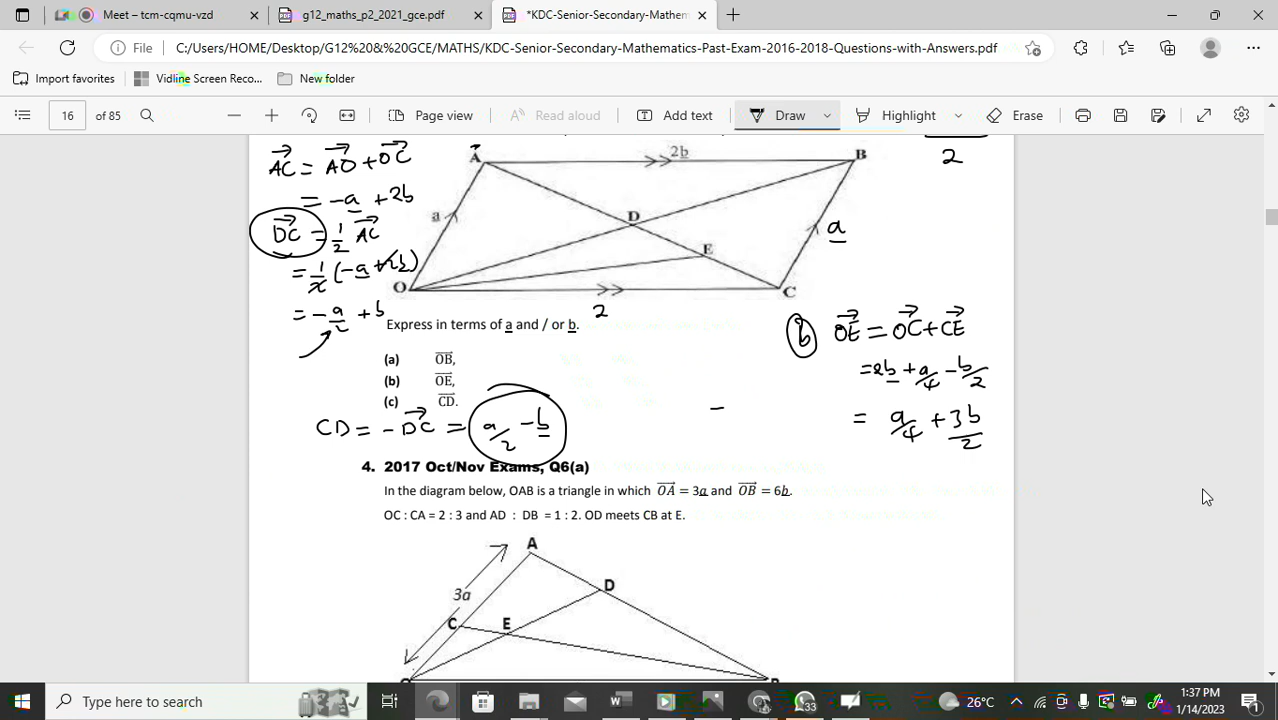 Meet – tcm-cqmu-vzd
g12_maths_p2_2021_gce.pdf
*KDC-Senior-Secondary-Mathem
File
C:/Users/HOME/Desktop/G12%20&%20GCE/MATHS/KDC-Senior-Secondary-Mathematics-Past-Exam-2016-2018-Questions-with-Answers.pdf
Import favorites
Vidline Screen Reco...
New folder
16 of 85
Page view
Read aloud
Add text
Draw
Highlight
Erase
AC = AO + OC
= -a + 2b
DC = 1/2 AC
= 1/2 (-a + 2b)
= -a/2 + b
A
2b
B
2
a
D
a
E
O
C
2
Express in terms of a and / or b.
(a) OB,
(b) OE,
(c) CD.
CD = - DC = a/2 - b
b OE = OC + CE
= 2b + a/4 - b/2
= a/4 + 3b/2
4. 2017 Oct/Nov Exams, Q6(a)
In the diagram below, OAB is a triangle in which OA = 3a and OB = 6b.
OC : CA = 2 : 3 and AD : DB = 1 : 2. OD meets CB at E.
A
D
3a
C
E
Type here to search
33
26°C
1:37 PM
1/14/2023
1